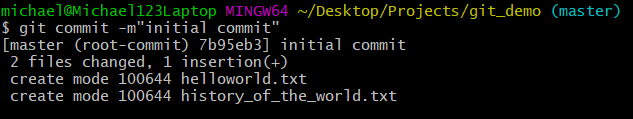 michael@Michael123Laptop MINGW64 ~/Desktop/Projects/git_demo (master)
$ git commit -m"initial commit"
[master (root-commit) 7b95eb3] initial commit
 2 files changed, 1 insertion(+)
 create mode 100644 helloworld.txt
 create mode 100644 history_of_the_world.txt